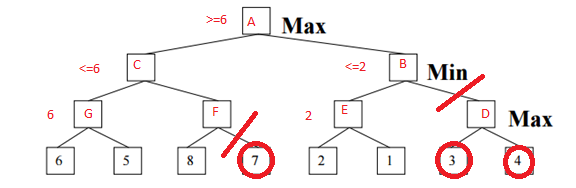 >=6 A Max
<=6 C <=2 B Min
6 G F 2 E D Max
6 5 8 7 2 1 3 4